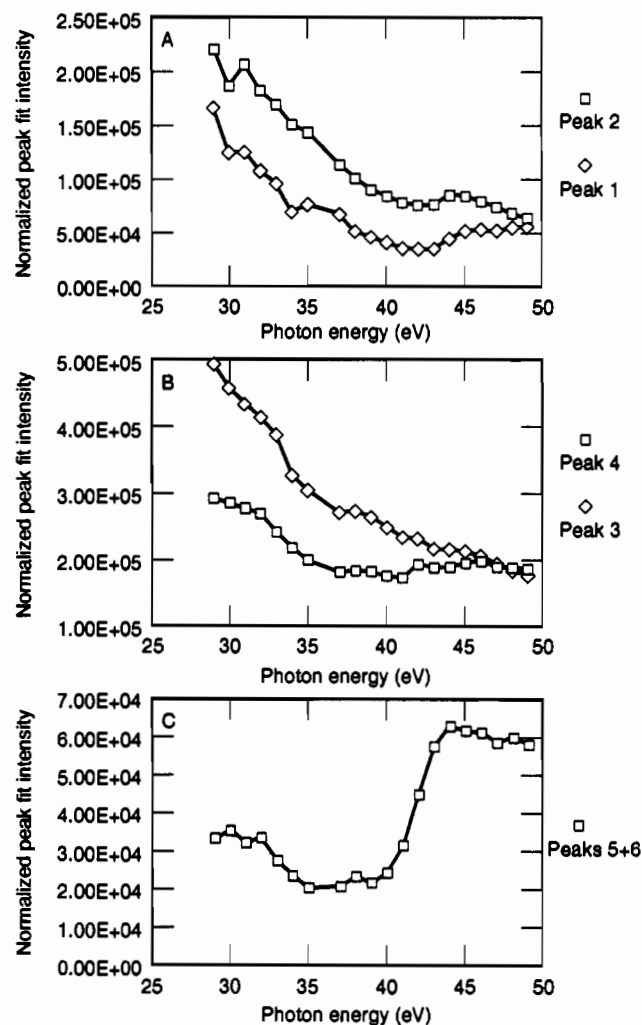 A
Normalized peak fit intensity
2.50E+05
2.00E+05
1.50E+05
1.00E+05
5.00E+04
0.00E+00
25 30 35 40 45 50
Photon energy (eV)
Peak 2
Peak 1
B
Normalized peak fit intensity
5.00E+05
4.00E+05
3.00E+05
2.00E+05
1.00E+05
25 30 35 40 45 50
Photon energy (eV)
Peak 4
Peak 3
C
Normalized peak fit intensity
7.00E+04
6.00E+04
5.00E+04
4.00E+04
3.00E+04
2.00E+04
1.00E+04
0.00E+00
25 30 35 40 45 50
Photon energy (eV)
Peaks 5+6